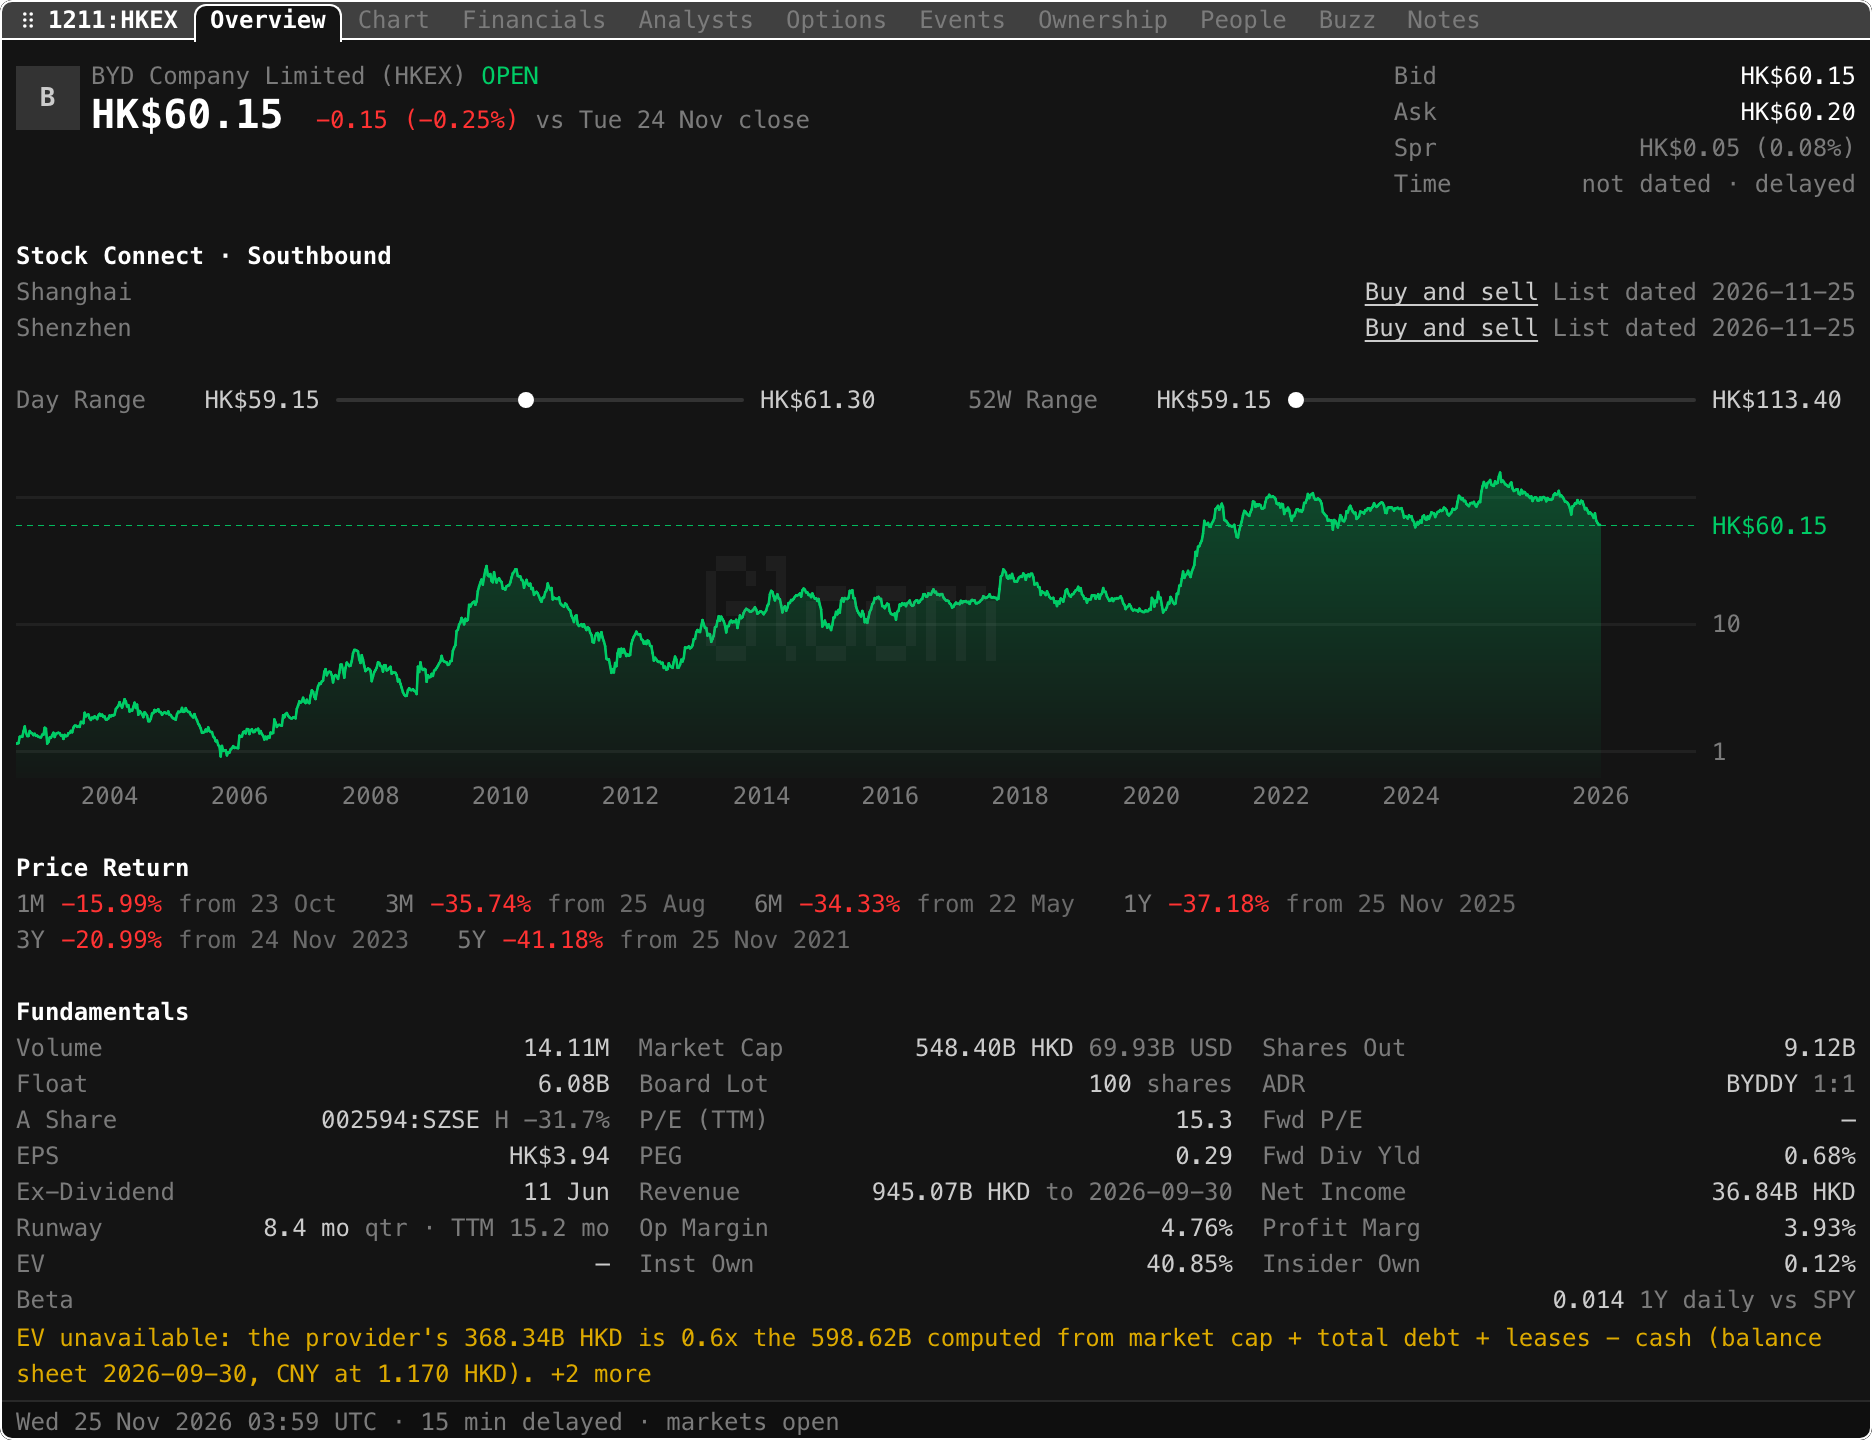 ⠿ 1211:HKEX Overview Chart Financials Analysts Options Events Ownership People Buzz Notes
B
BYD Company Limited (HKEX) OPEN
HK$60.15 −0.15 (−0.25%) vs Tue 24 Nov close
Bid HK$60.15
Ask HK$60.20
Spr HK$0.05 (0.08%)
Time not dated · delayed
Stock Connect · Southbound
Shanghai Buy and sell List dated 2026−11−25
Shenzhen Buy and sell List dated 2026−11−25
Day Range HK$59.15 HK$61.30 52W Range HK$59.15 HK$113.40
HK$60.15
Gloom
10
1
2004 2006 2008 2010 2012 2014 2016 2018 2020 2022 2024 2026
Price Return
1M −15.99% from 23 Oct 3M −35.74% from 25 Aug 6M −34.33% from 22 May 1Y −37.18% from 25 Nov 2025
3Y −20.99% from 24 Nov 2023 5Y −41.18% from 25 Nov 2021
Fundamentals
Volume 14.11M Market Cap 548.40B HKD 69.93B USD Shares Out 9.12B
Float 6.08B Board Lot 100 shares ADR BYDDY 1:1
A Share 002594:SZSE H −31.7% P/E (TTM) 15.3 Fwd P/E —
EPS HK$3.94 PEG 0.29 Fwd Div Yld 0.68%
Ex−Dividend 11 Jun Revenue 945.07B HKD to 2026−09−30 Net Income 36.84B HKD
Runway 8.4 mo qtr · TTM 15.2 mo Op Margin 4.76% Profit Marg 3.93%
EV — Inst Own 40.85% Insider Own 0.12%
Beta 0.014 1Y daily vs SPY
EV unavailable: the provider's 368.34B HKD is 0.6x the 598.62B computed from market cap + total debt + leases − cash (balance
sheet 2026−09−30, CNY at 1.170 HKD). +2 more
Wed 25 Nov 2026 03:59 UTC · 15 min delayed · markets open